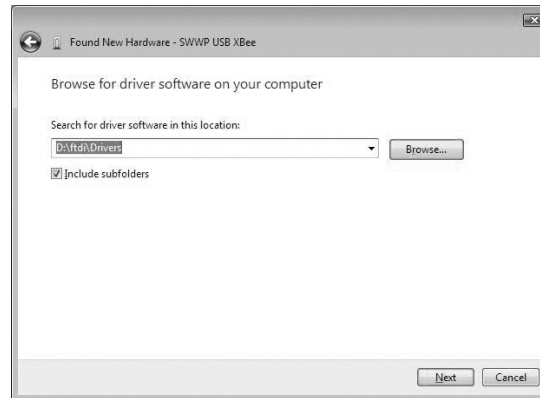 Found New Hardware - SWWP USB XBee
Browse for driver software on your computer
Search for driver software in this location:
D:\ftdi\Drivers
Browse...
Include subfolders
Next
Cancel